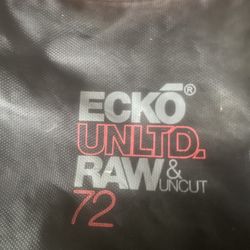 ECKŌ®
UNLTD.
RAW &
UNCUT
72